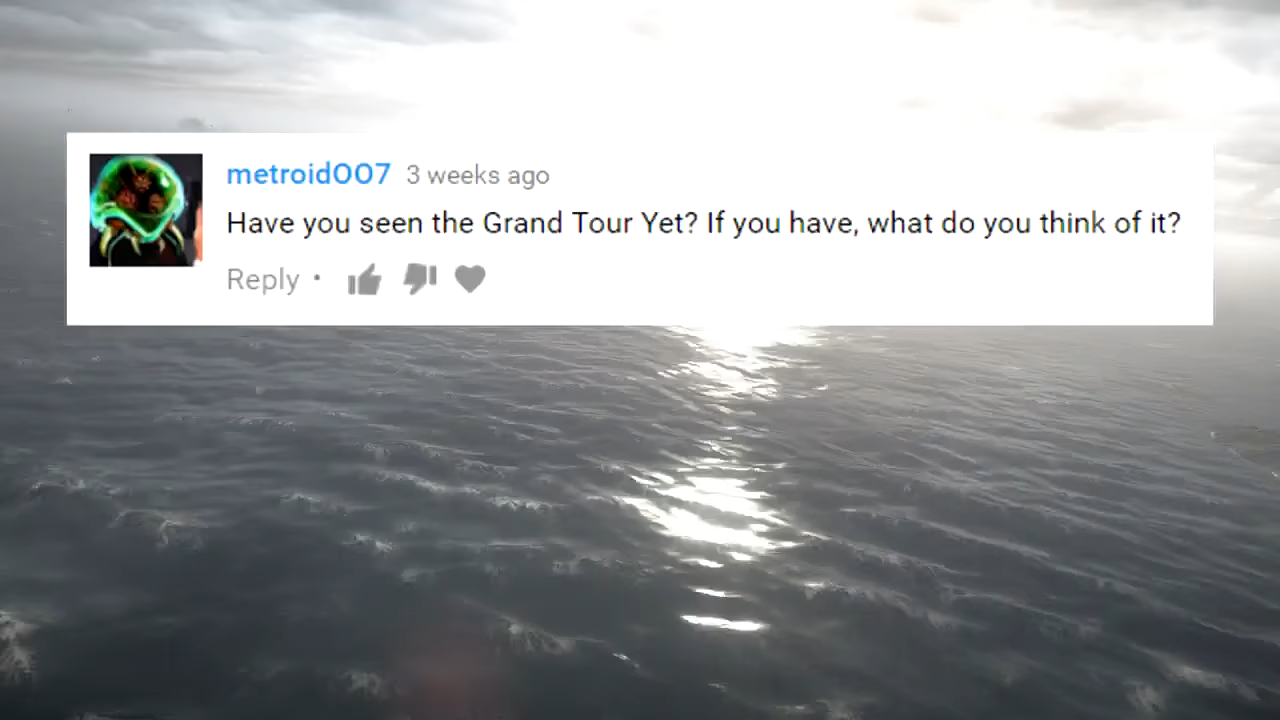 metroid007 3 weeks ago
Have you seen the Grand Tour Yet? If you have, what do you think of it?
Reply •